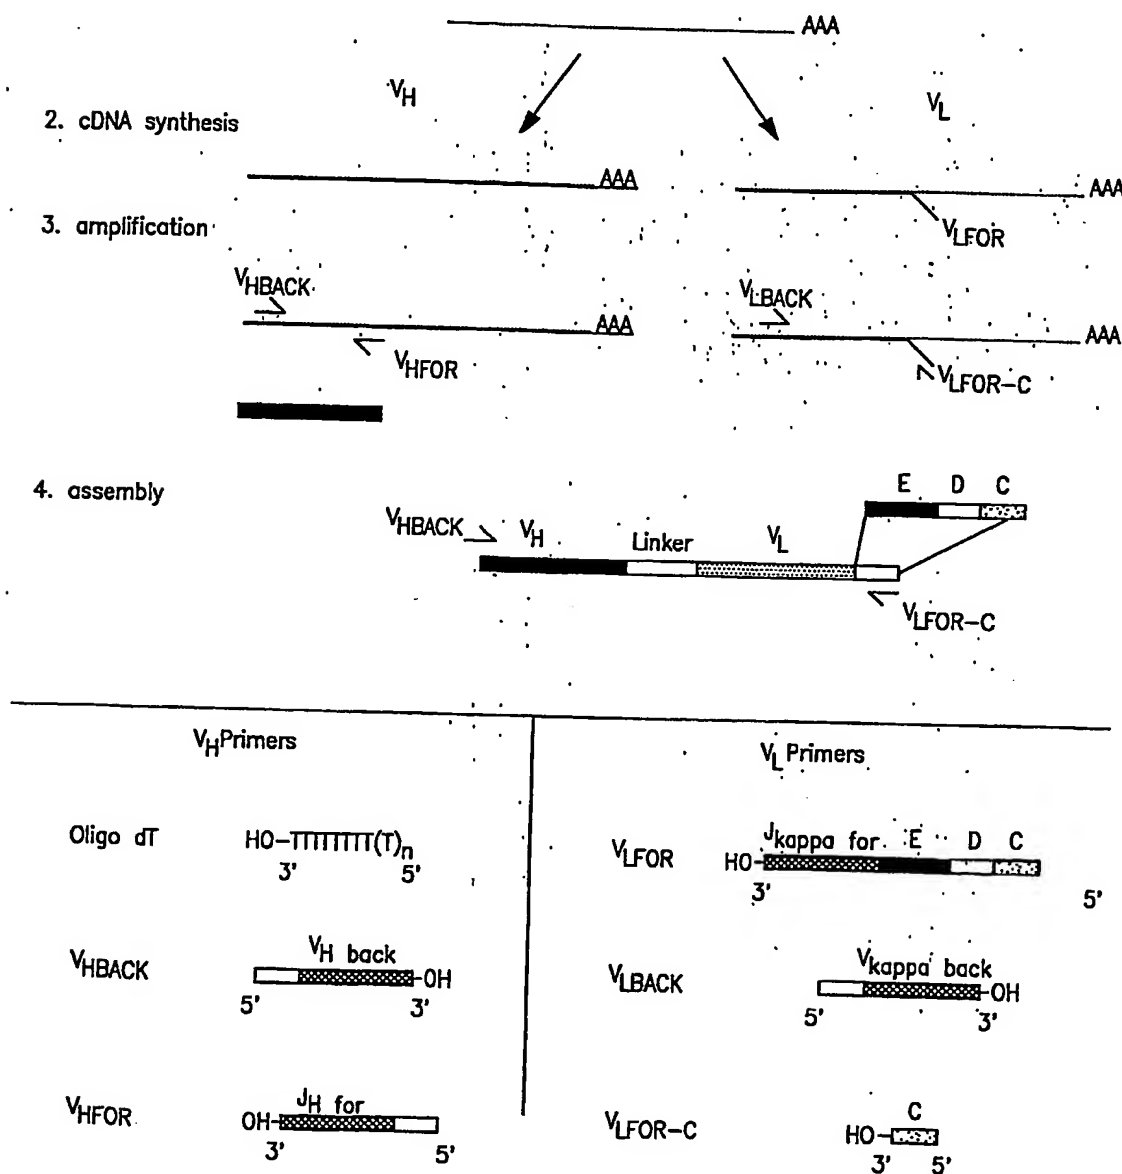 AAA
V_H V_L
2. cDNA synthesis
AAA AAA
V_LFOR
3. amplification
V_HBACK V_LBACK
AAA AAA
V_HFOR V_LFOR-C
4. assembly
E D C
V_HBACK V_H Linker V_L
V_LFOR-C
V_H Primers V_L Primers
Oligo dT HO-TTTTTTTT(T)n
3' 5'
V_LFOR J_kappa for E D C
HO-
3' 5'
V_HBACK V_H back -OH
5' 3'
V_LBACK V_kappa back -OH
5' 3'
V_HFOR J_H for
OH-
3' 5'
V_LFOR-C C
HO-
3' 5'